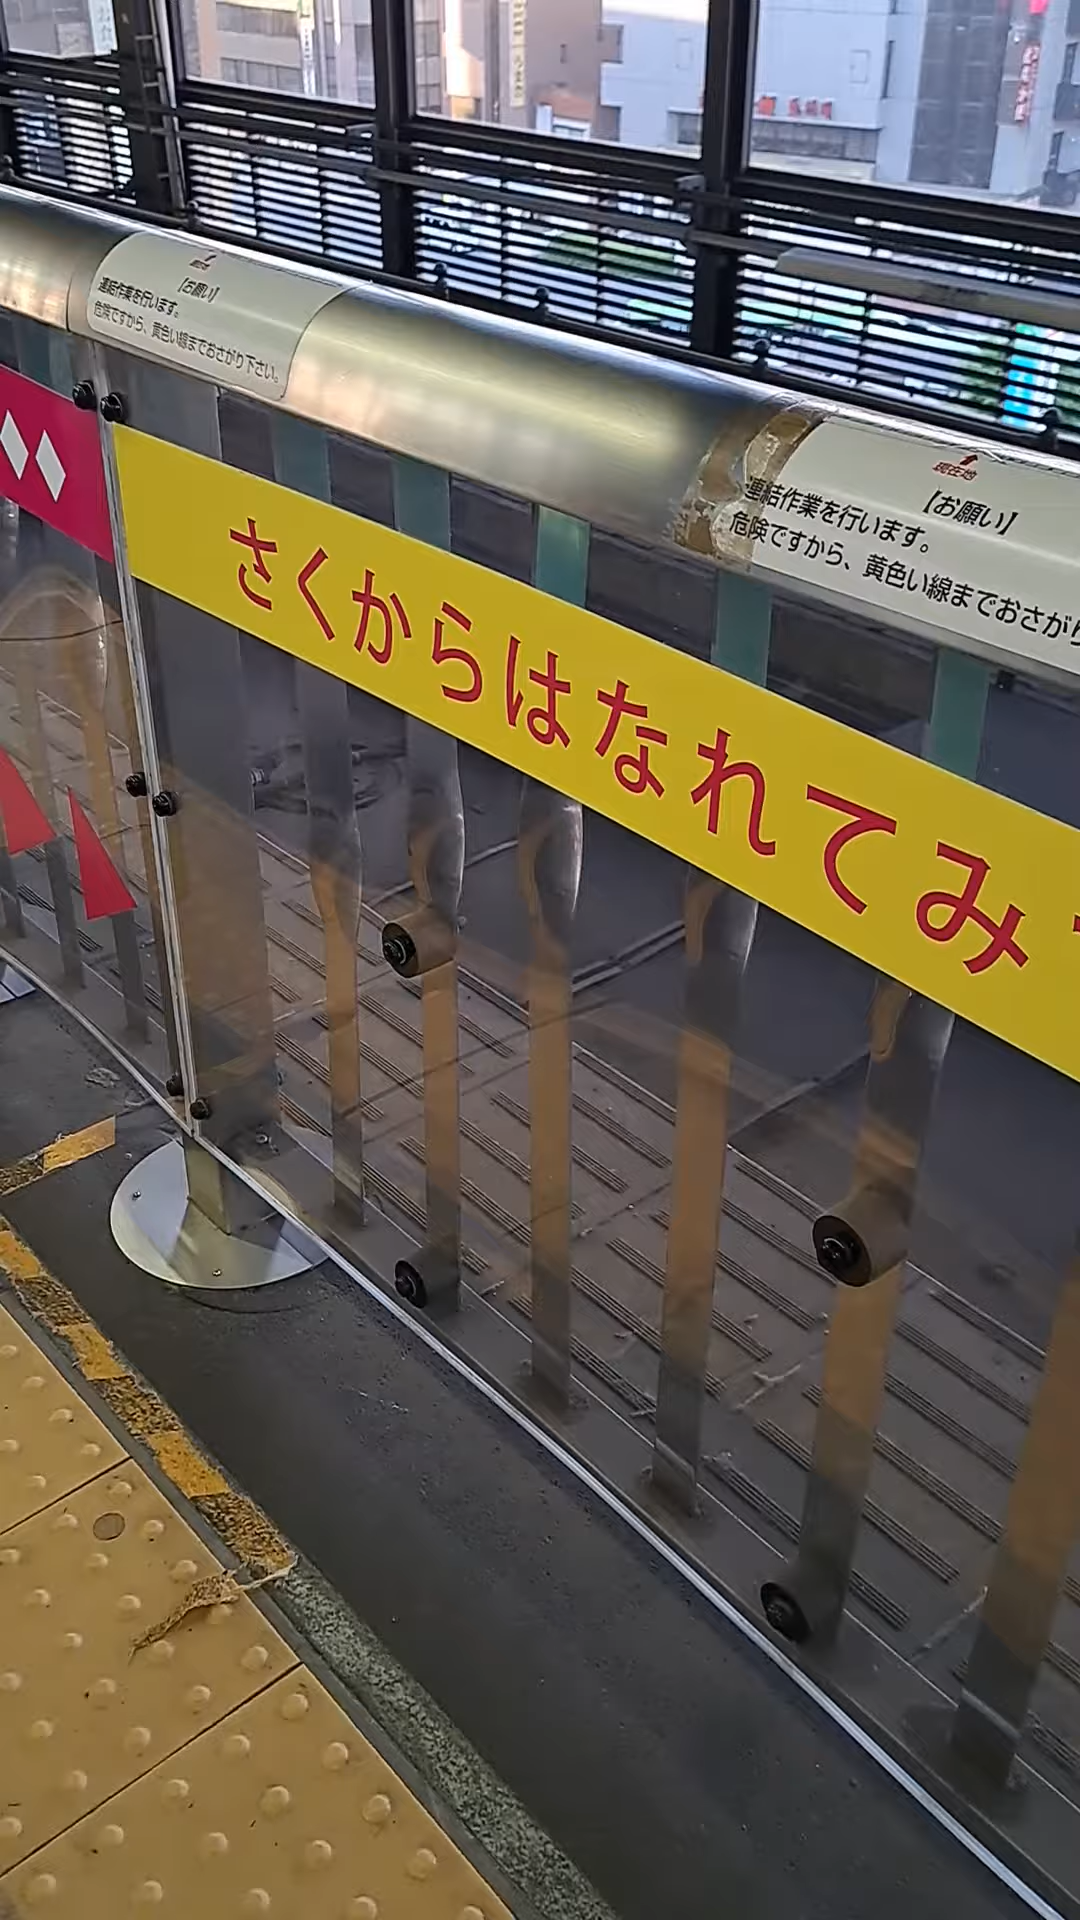 現在地
【お願い】
連結作業を行います。
危険ですから、黄色い線までおさがり下さい。
現在地
【お願い】
連結作業を行います。
危険ですから、黄色い線までおさがり
さくからはなれてみ